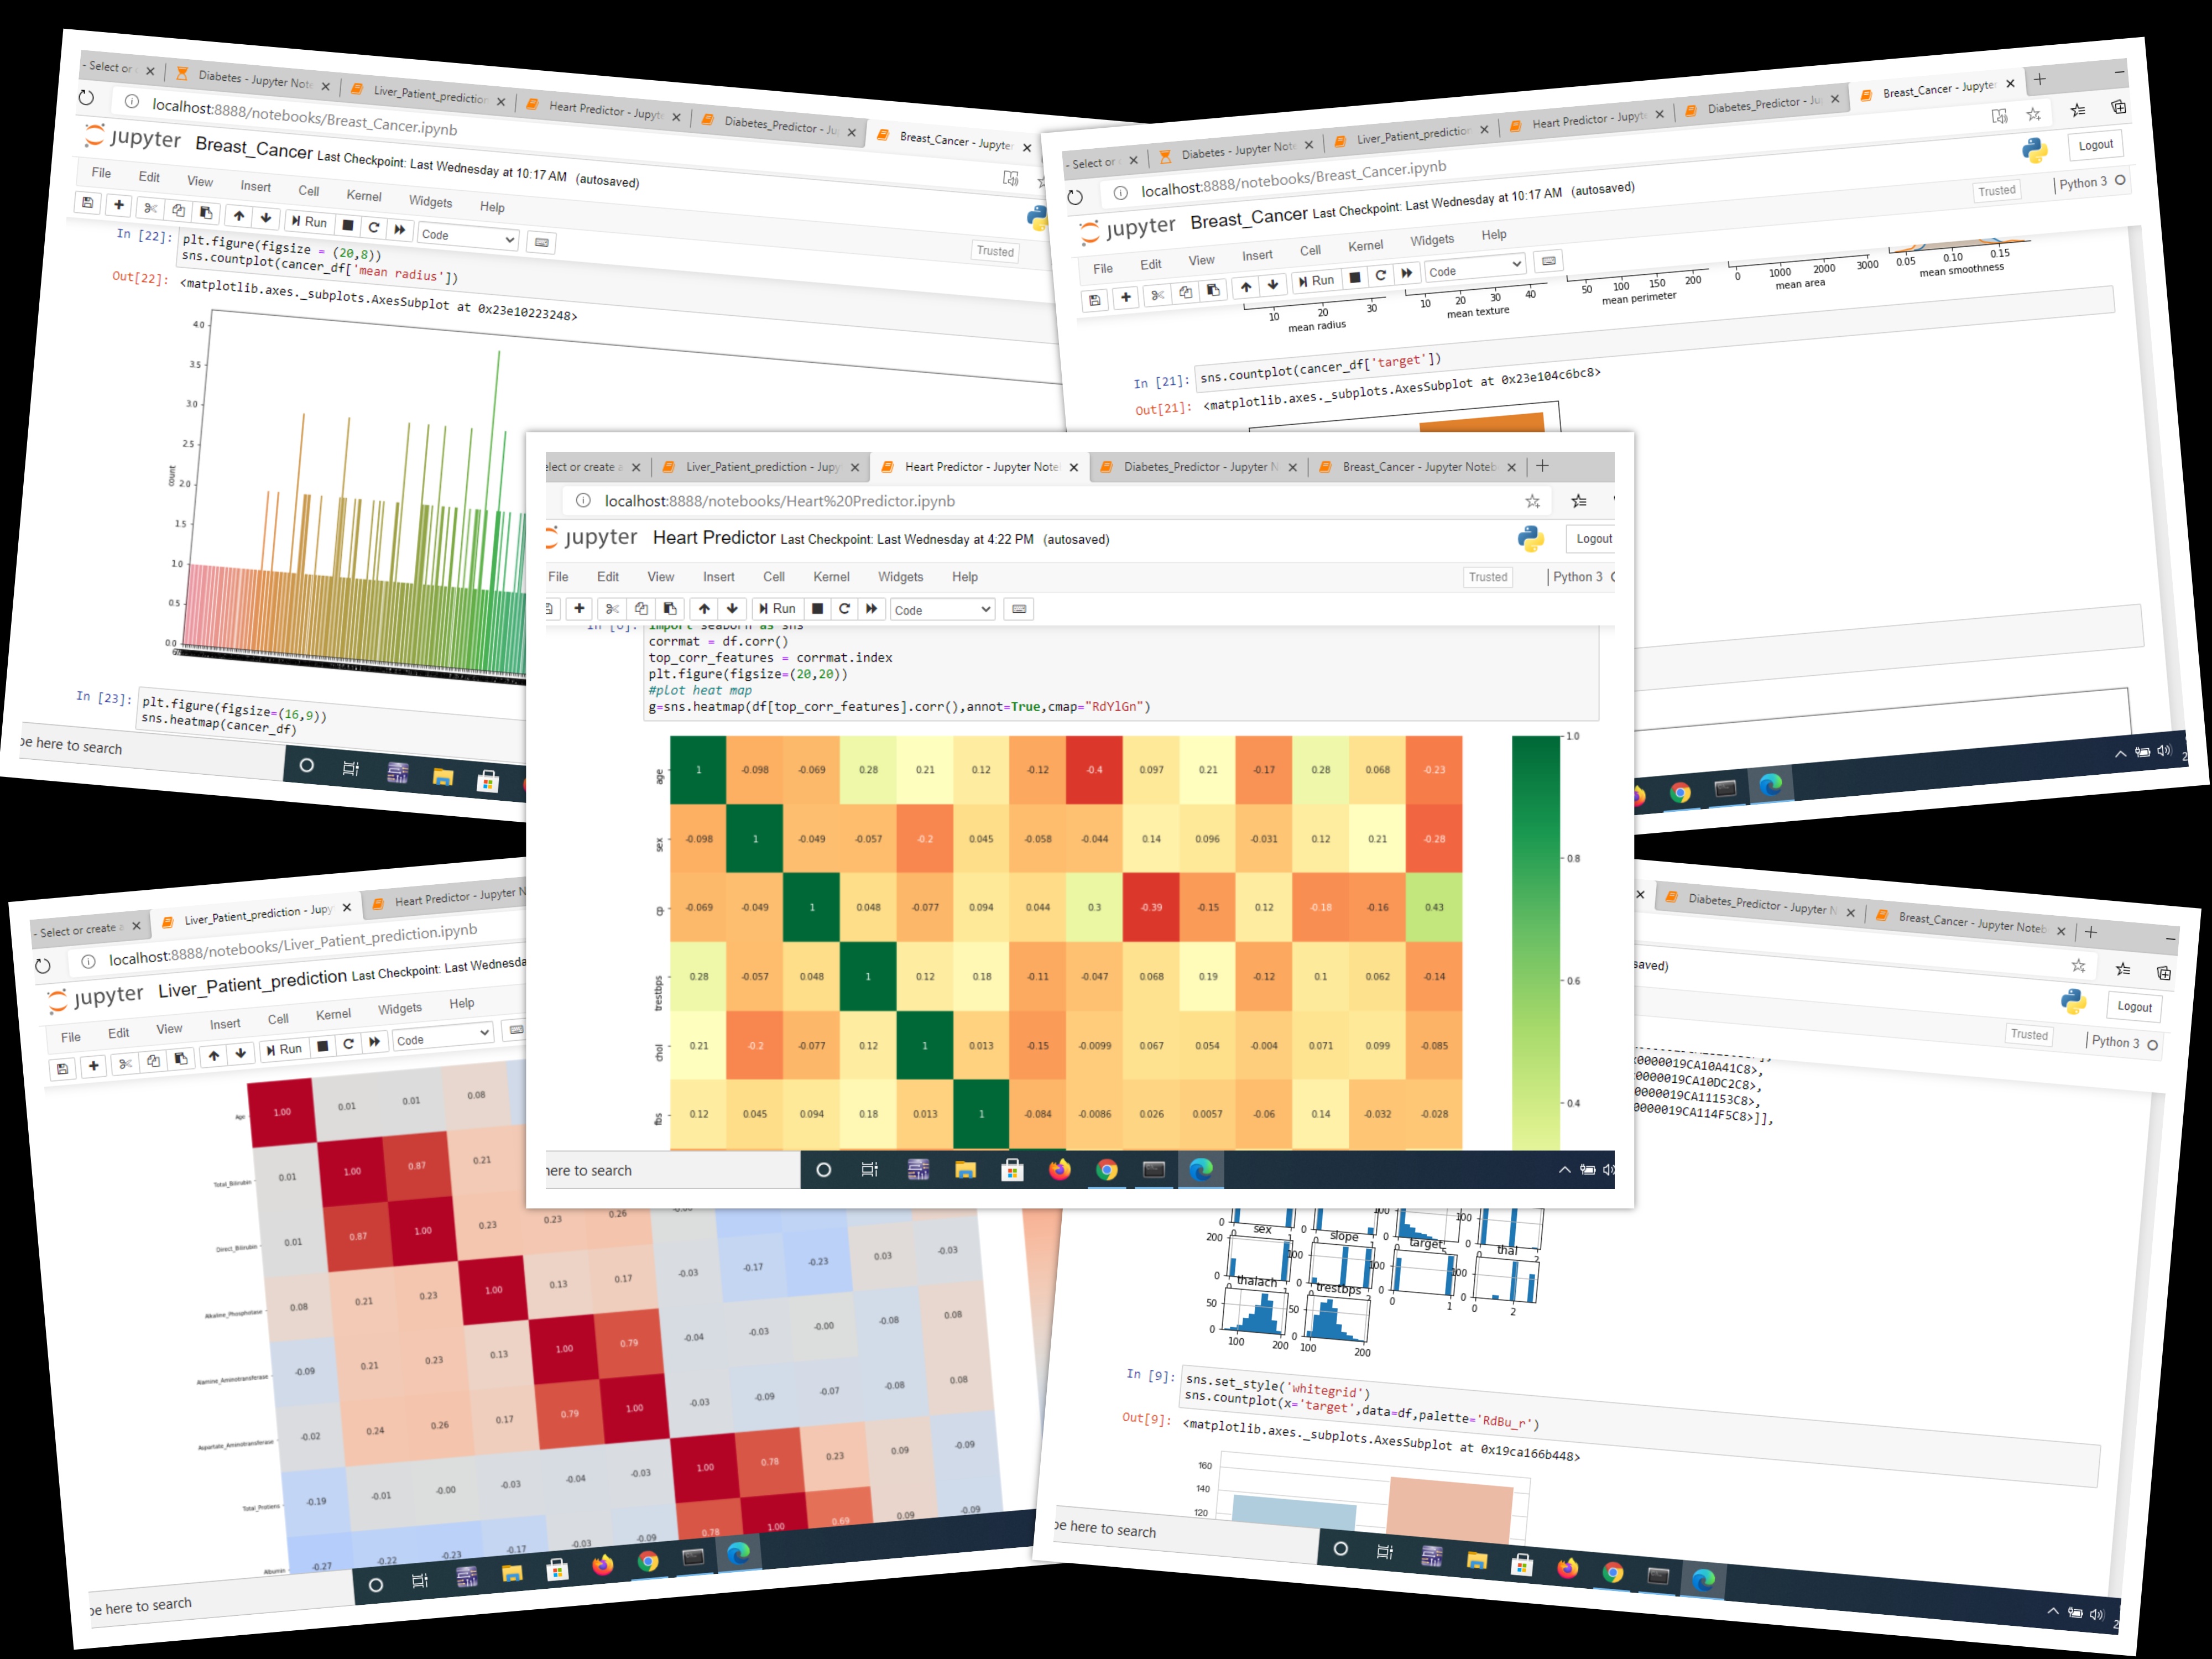 - Select or
Diabetes - Jupyter Note
Liver_Patient_prediction
Heart Predictor - Jupyte
Diabetes_Predictor - Ju
Breast_Cancer - Jupyter
localhost:8888/notebooks/Breast_Cancer.ipynb
jupyter Breast_Cancer Last Checkpoint: Last Wednesday at 10:17 AM (autosaved)
File Edit View Insert Cell Kernel Widgets Help
Trusted
Run Code
In [22]: plt.figure(figsize = (20,8))
sns.countplot(cancer_df['mean radius'])
Out[22]: <matplotlib.axes._subplots.AxesSubplot at 0x23e10223248>
4.0
3.5
3.0
2.5
2.0
1.5
1.0
0.5
0.0
count
In [23]: plt.figure(figsize=(16,9))
sns.heatmap(cancer_df)
pe here to search
- Select or
Diabetes - Jupyter Note
Liver_Patient_prediction
Heart Predictor - Jupyte
Diabetes_Predictor - Ju
Breast_Cancer - Jupyter
localhost:8888/notebooks/Breast_Cancer.ipynb
jupyter Breast_Cancer Last Checkpoint: Last Wednesday at 10:17 AM (autosaved)
Logout
File Edit View Insert Cell Kernel Widgets Help
Trusted Python 3
Run Code
10 20 30
mean radius
10 20 30 40
mean texture
50 100 150 200
mean perimeter
0 1000 2000 3000
mean area
0.05 0.10 0.15
mean smoothness
In [21]: sns.countplot(cancer_df['target'])
Out[21]: <matplotlib.axes._subplots.AxesSubplot at 0x23e104c6bc8>
elect or create a
Liver_Patient_prediction - Jupy
Heart Predictor - Jupyter Note
Diabetes_Predictor - Jupyter N
Breast_Cancer - Jupyter Noteb
localhost:8888/notebooks/Heart%20Predictor.ipynb
jupyter Heart Predictor Last Checkpoint: Last Wednesday at 4:22 PM (autosaved)
Logout
File Edit View Insert Cell Kernel Widgets Help
Trusted Python 3
Run Code
import seaborn as sns
corrmat = df.corr()
top_corr_features = corrmat.index
plt.figure(figsize=(20,20))
#plot heat map
g=sns.heatmap(df[top_corr_features].corr(),annot=True,cmap="RdYlGn")
age 1 -0.098 -0.069 0.28 0.21 0.12 -0.12 -0.4 0.097 0.21 -0.17 0.28 0.068 -0.23
sex -0.098 1 -0.049 -0.057 -0.2 0.045 -0.058 -0.044 0.14 0.096 -0.031 0.12 0.21 -0.28
cp -0.069 -0.049 1 0.048 -0.077 0.094 0.044 0.3 -0.39 -0.15 0.12 -0.18 -0.16 0.43
trestbps 0.28 -0.057 0.048 1 0.12 0.18 -0.11 -0.047 0.068 0.19 -0.12 0.1 0.062 -0.14
chol 0.21 -0.2 -0.077 0.12 1 0.013 -0.15 -0.0099 0.067 0.054 -0.004 0.071 0.099 -0.085
fbs 0.12 0.045 0.094 0.18 0.013 1 -0.084 -0.0086 0.026 0.0057 -0.06 0.14 -0.032 -0.028
1.0
0.8
0.6
0.4
here to search
- Select or create a
Liver_Patient_prediction - Jupy
Heart Predictor - Jupyter N
localhost:8888/notebooks/Liver_Patient_prediction.ipynb
jupyter Liver_Patient_prediction Last Checkpoint: Last Wednesda
File Edit View Insert Cell Kernel Widgets Help
Run Code
Age 1.00 0.01 0.01 0.08
Total_Bilirubin 0.01 1.00 0.87 0.21
Direct_Bilirubin 0.01 0.87 1.00 0.23 0.23 0.26
Alkaline_Phosphotase 0.08 0.21 0.23 1.00 0.13 0.17 -0.03 -0.17 -0.23 0.03 -0.03
Alamine_Aminotransferase -0.09 0.21 0.23 0.13 1.00 0.79 -0.04 -0.03 -0.00 -0.08 0.08
Aspartate_Aminotransferase -0.02 0.24 0.26 0.17 0.79 1.00 -0.03 -0.09 -0.07 -0.08 0.08
Total_Protiens -0.19 -0.01 -0.00 -0.03 -0.04 -0.03 1.00 0.78 0.23 0.09 -0.09
Albumin -0.27 -0.22 -0.23 -0.17 -0.03 -0.09 0.78 1.00 0.69 0.09 -0.09
pe here to search
Diabetes_Predictor - Jupyter N
Breast_Cancer - Jupyter Noteb
saved)
Logout
Trusted Python 3
0000019CA10A41C8>,
0000019CA10DC2C8>,
0000019CA11153C8>,
0000019CA114F5C8>]],
sex slope target thal
thalach trestbps
In [9]: sns.set_style('whitegrid')
sns.countplot(x='target',data=df,palette='RdBu_r')
Out[9]: <matplotlib.axes._subplots.AxesSubplot at 0x19ca166b448>
160
140
120
pe here to search